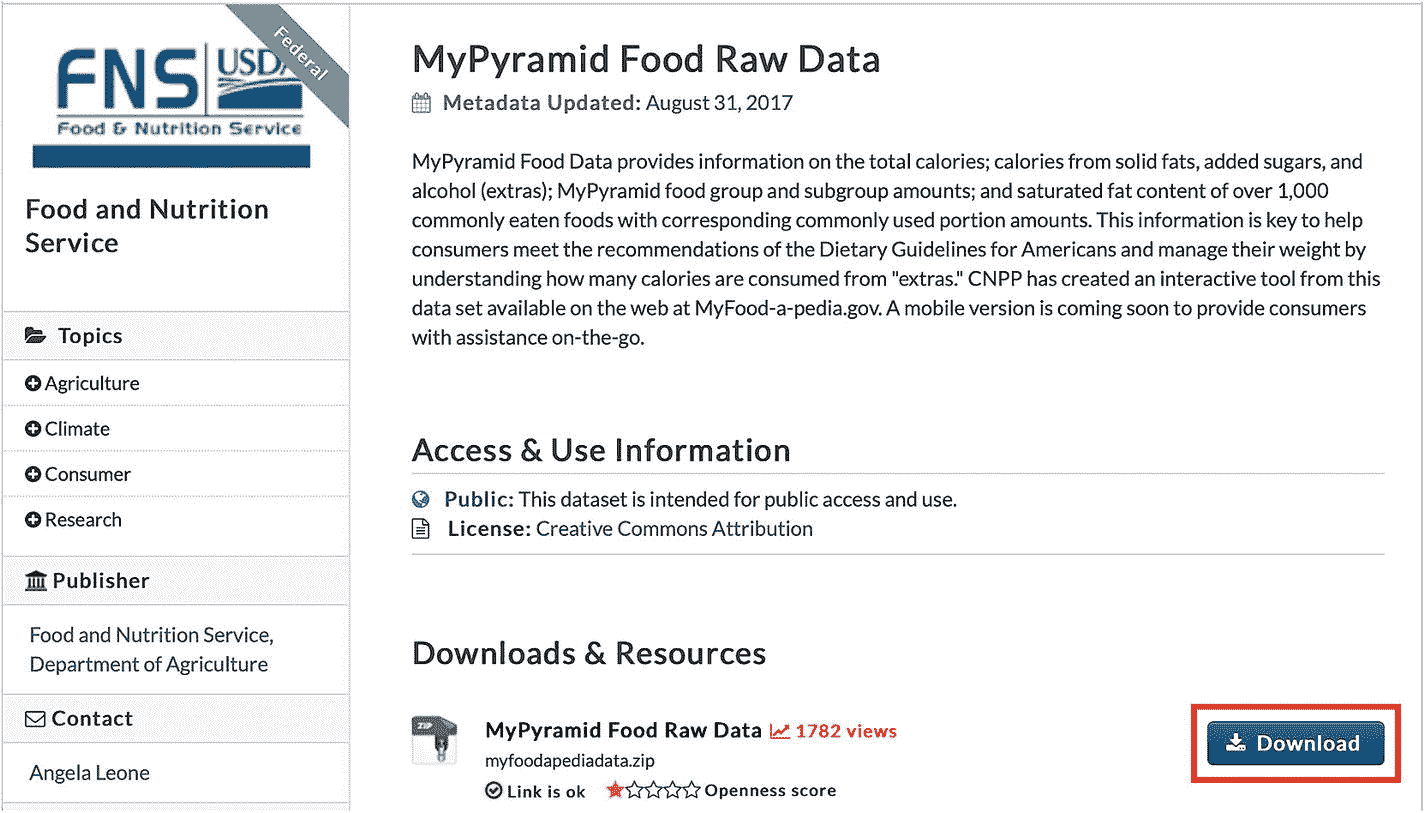 FNS
USDA
Federal
Food & Nutrition Service
Food and Nutrition
Service
Topics
Agriculture
Climate
Consumer
Research
Publisher
Food and Nutrition Service,
Department of Agriculture
Contact
Angela Leone
MyPyramid Food Raw Data
Metadata Updated: August 31, 2017
MyPyramid Food Data provides information on the total calories; calories from solid fats, added sugars, and
alcohol (extras); MyPyramid food group and subgroup amounts; and saturated fat content of over 1,000
commonly eaten foods with corresponding commonly used portion amounts. This information is key to help
consumers meet the recommendations of the Dietary Guidelines for Americans and manage their weight by
understanding how many calories are consumed from "extras." CNPP has created an interactive tool from this
data set available on the web at MyFood-a-pedia.gov. A mobile version is coming soon to provide consumers
with assistance on-the-go.
Access & Use Information
Public: This dataset is intended for public access and use.
License: Creative Commons Attribution
Downloads & Resources
ZIP
MyPyramid Food Raw Data 1782 views
myfoodapediadata.zip
Link is ok Openness score
Download